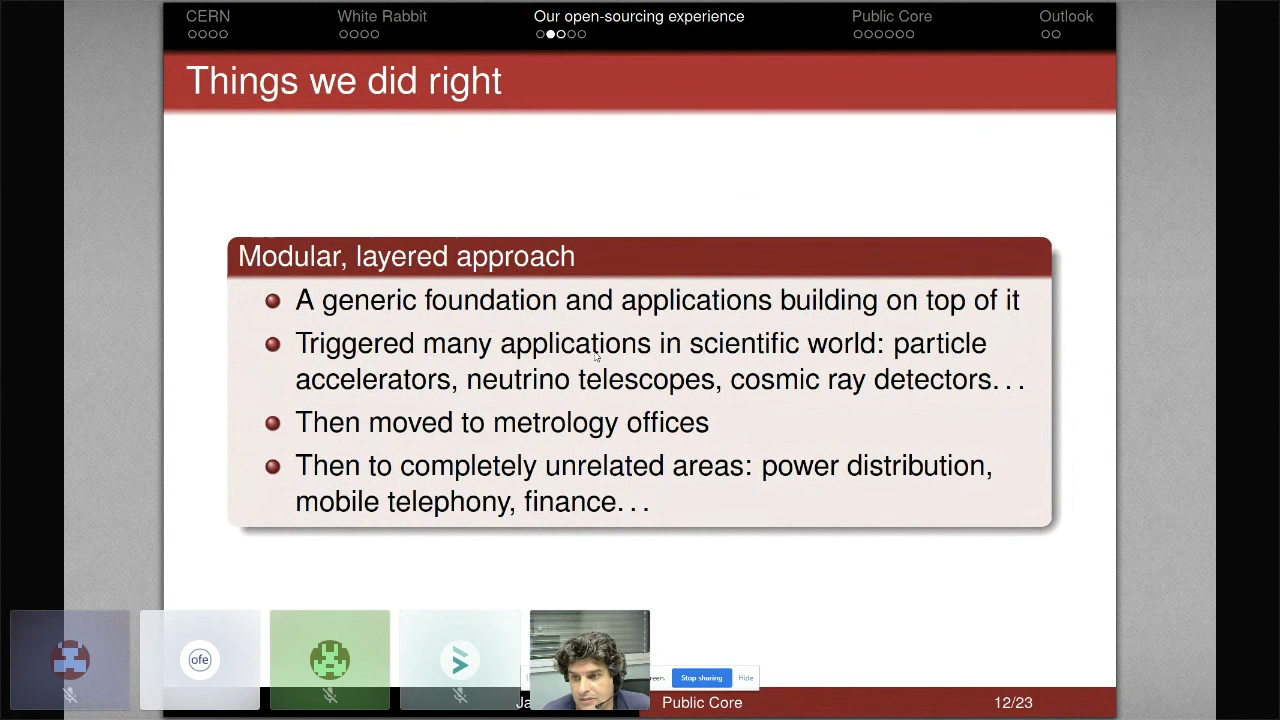 CERN White Rabbit Our open-sourcing experience Public Core Outlook
Things we did right
Modular, layered approach
A generic foundation and applications building on top of it
Triggered many applications in scientific world: particle
accelerators, neutrino telescopes, cosmic ray detectors...
Then moved to metrology offices
Then to completely unrelated areas: power distribution,
mobile telephony, finance...
ofe
Stop sharing Hide
Public Core 12/23